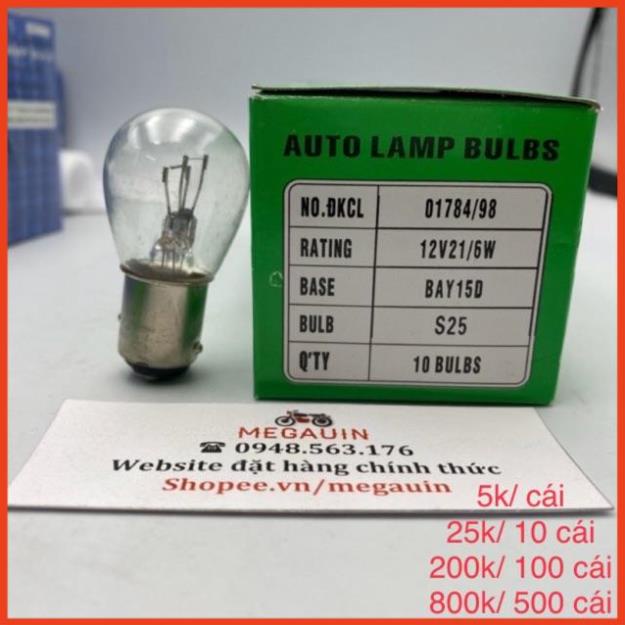 AUTO LAMP BULBS
NO.ĐKCL 01784/98
RATING 12V21/6W
BASE BAY15D
BULB S25
Q'TY 10 BULBS
MEGAUIN
☎ 0948.563.176
Website đặt hàng chính thức
Shopee.vn/megauin
5k/ cái
25k/ 10 cái
200k/ 100 cái
800k/ 500 cái